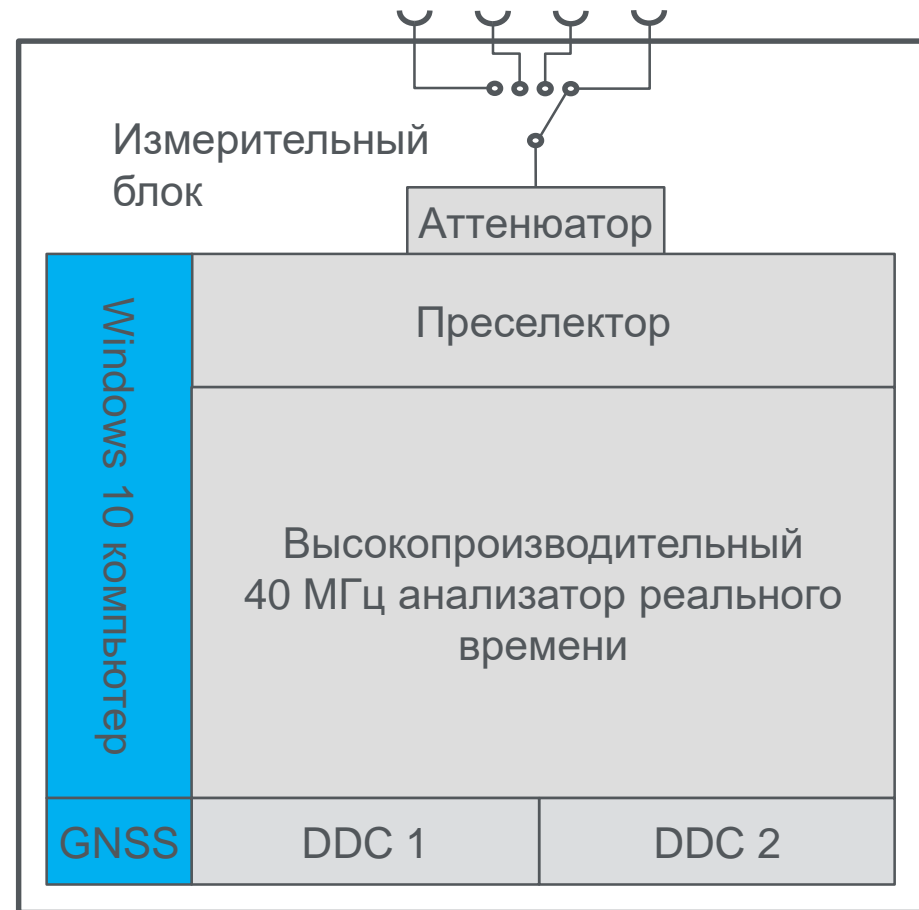 Измерительный
блок
Аттенюатор
Преселектор
Windows 10 компьютер
Высокопроизводительный
40 МГц анализатор реального
времени
GNSS
DDC 1
DDC 2